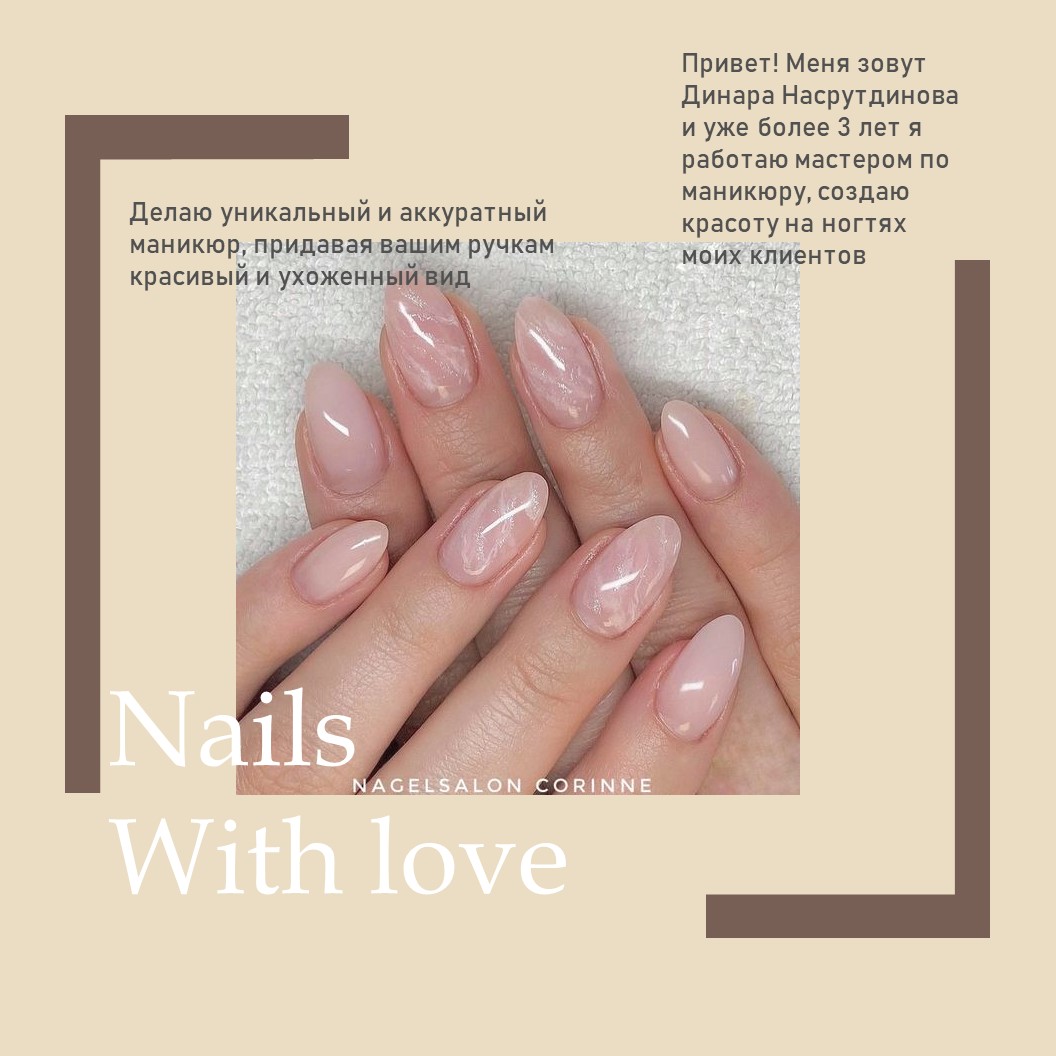 Привет! Меня зовут
Динара Насрутдинова
и уже более 3 лет я
работаю мастером по
маникюру, создаю
красоту на ногтях
моих клиентов
Делаю уникальный и аккуратный
маникюр, придавая вашим ручкам
красивый и ухоженный вид
Nails
NAGELSALON CORINNE
With love